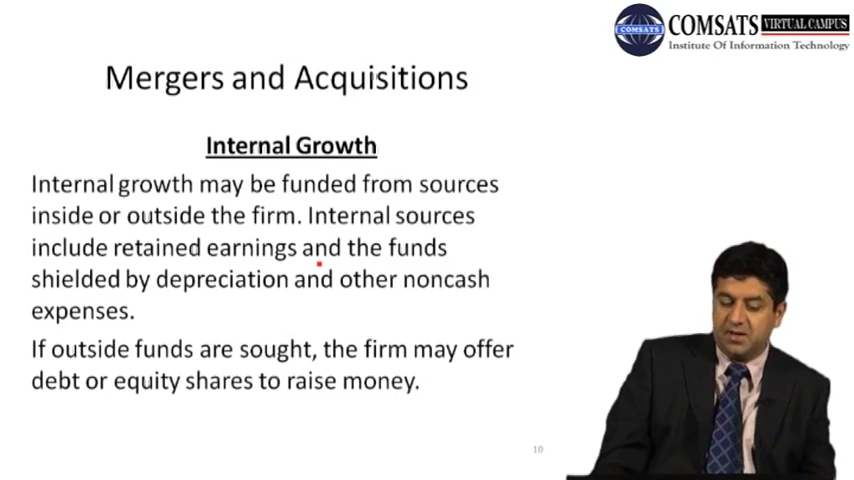 COMSATS
COMSATS VIRTUAL CAMPUS
Institute Of Information Technology
Mergers and Acquisitions
Internal Growth
Internal growth may be funded from sources
inside or outside the firm. Internal sources
include retained earnings and the funds
shielded by depreciation and other noncash
expenses.
If outside funds are sought, the firm may offer
debt or equity shares to raise money.
10